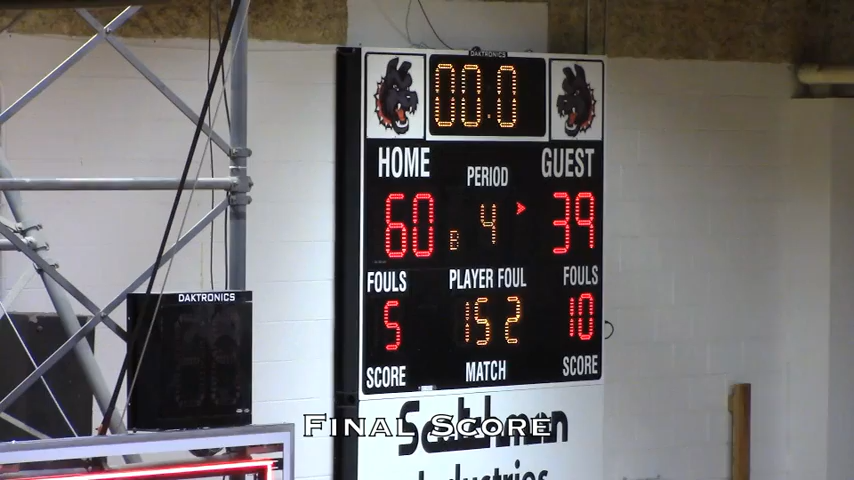 DAKTRONICS
00.0
HOME
GUEST
PERIOD
60
B 4 >
39
FOULS
PLAYER FOUL
FOULS
5
15 2
10
SCORE
MATCH
SCORE
DAKTRONICS
FINAL SCORE
Industries